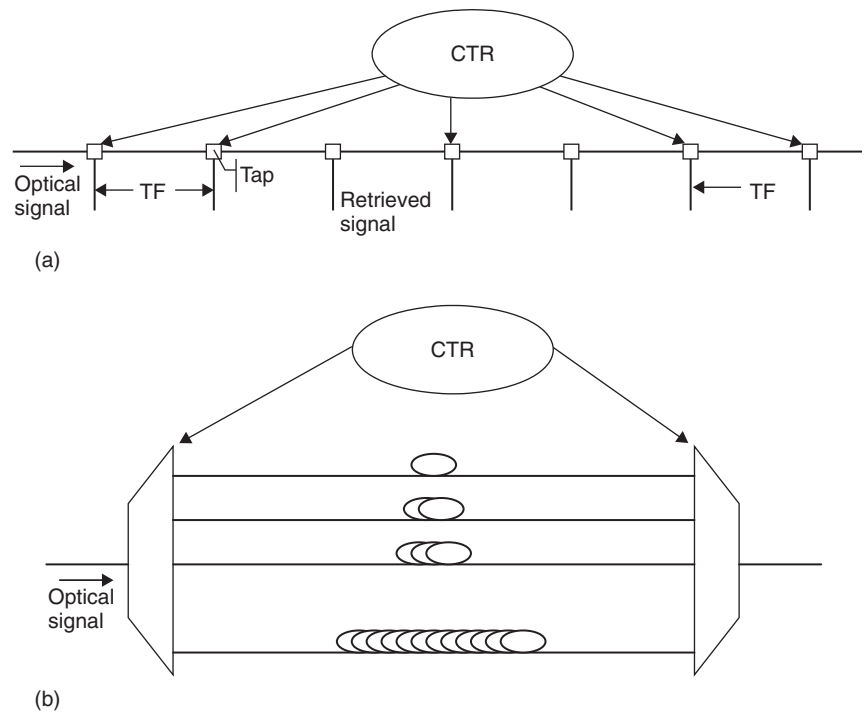 CTR
Optical
signal
TF
Tap
Retrieved
signal
TF
(a)
CTR
Optical
signal
(b)